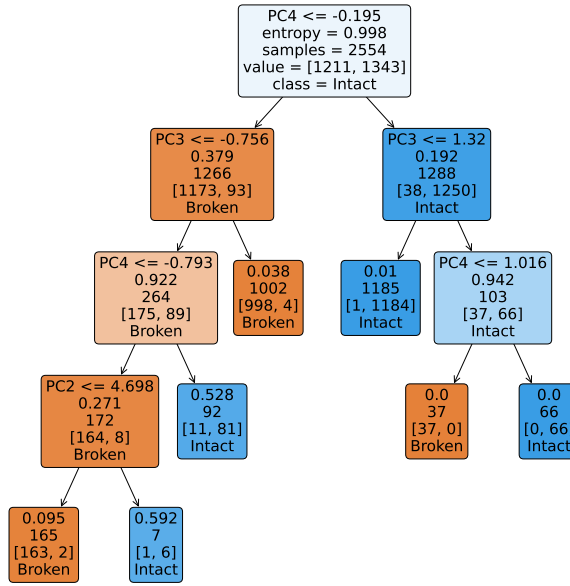 PC4 <= -0.195
entropy = 0.998
samples = 2554
value = [1211, 1343]
class = Intact
PC3 <= -0.756
0.379
1266
[1173, 93]
Broken
PC3 <= 1.32
0.192
1288
[38, 1250]
Intact
PC4 <= -0.793
0.922
264
[175, 89]
Broken
0.038
1002
[998, 4]
Broken
0.01
1185
[1, 1184]
Intact
PC4 <= 1.016
0.942
103
[37, 66]
Intact
PC2 <= 4.698
0.271
172
[164, 8]
Broken
0.528
92
[11, 81]
Intact
0.0
37
[37, 0]
Broken
0.0
66
[0, 66
Intact
0.095
165
[163, 2]
Broken
0.592
7
[1, 6]
Intact